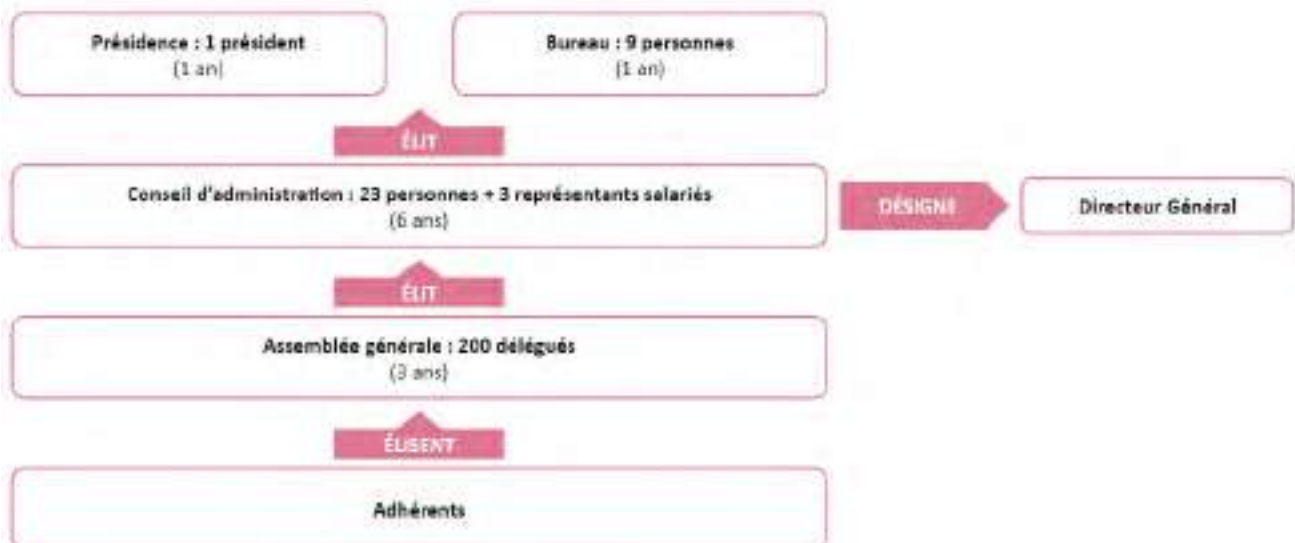 Présidence : 1 président
(1 an)
Bureau : 9 personnes
(1 an)
ÉLIT
Conseil d'administration : 23 personnes + 3 représentants salariés
(6 ans)
DÉSIGNE
Directeur Général
ÉLIT
Assemblée générale : 200 délégués
(3 ans)
ÉLISENT
Adhérents